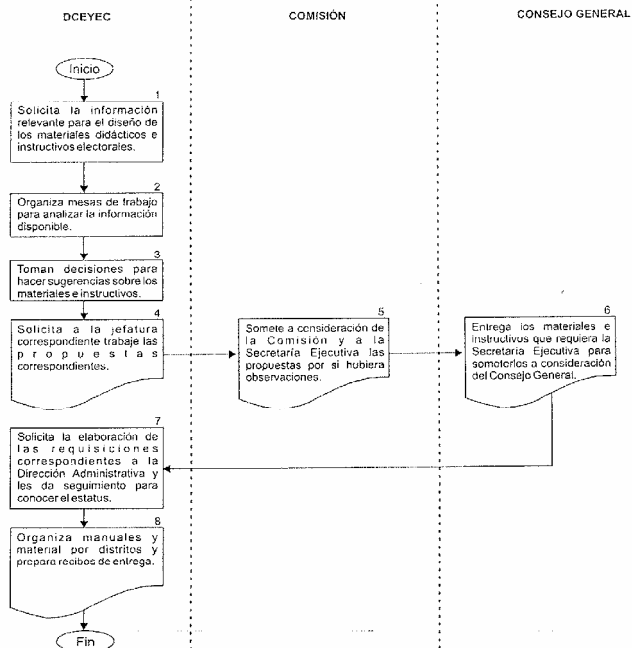 DCEYEC
COMISIÓN
CONSEJO GENERAL
Inicio
1
Solicita la información
relevante para el diseño de
los materiales didácticos e
instructivos electorales.
2
Organiza mesas de trabajo
para analizar la información
disponible.
3
Toman decisiones para
hacer sugerencias sobre los
materiales e instructivos.
4
Solicita a la jefatura
correspondiente trabaje las
propuestas
correspondientes.
5
Somete a consideración de
la Comisión y a la
Secretaría Ejecutiva las
propuestas por si hubiera
observaciones.
6
Entrega los materiales e
instructivos que requiera la
Secretaría Ejecutiva para
someterlos a consideración
del Consejo General.
7
Solicita la elaboración de
las requisiciones
correspondientes a la
Dirección Administrativa y
les da seguimiento para
conocer el estatus.
8
Organiza manuales y
material por distritos y
prepara recibos de entrega.
Fin